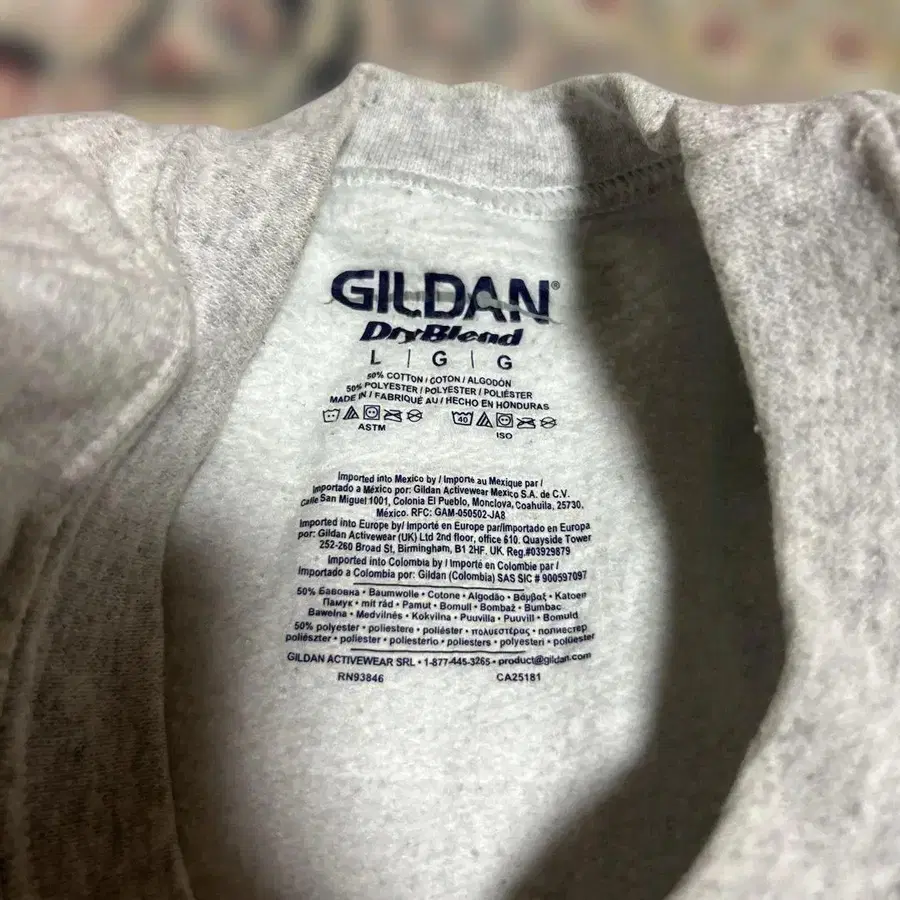 GILDAN®
DryBlend
L | G | G
50% COTTON / COTON / ALGODÓN
50% POLYESTER / POLYESTER / POLIÉSTER
MADE IN / FABRIQUÉ AU / HECHO EN HONDURAS
40
ASTM
ISO
Imported into Mexico by / Importé au Mexique par /
Importado a México por: Gildan Activewear Mexico S.A. de C.V.
Calle San Miguel 1001, Colonia El Pueblo, Monclova, Coahuila, 25730,
México. RFC: GAM-050502-JA8
Imported into Europe by/ Importé en Europe par/Importado en Europa
por: Gildan Activewear (UK) Ltd 2nd floor, office 610. Quayside Tower
252-260 Broad St, Birmingham, B1 2HF. UK. Reg.#03929879
Imported into Colombia by / Importé en Colombie par /
Importado a Colombia por: Gildan (Colombia) SAS SIC # 900597097
50% Бавовна • Baumwolle • Cotone • Algodão • Βάμβαξ • Katoen
Памук • mit rád • Pamut • Bomull • Bombaž • Bumbac
Bawełna • Medvilnės • Kokvilna • Puuvilla • Puuvill • Bomuld
50% polyester • poliestere • poliéster • πολυεστέρας • полиестер
poliészter • poliester • poliesterio • poliesters • polyesteri • polüester
GILDAN ACTIVEWEAR SRL • 1-877-445-3265 • product@gildan.com
RN93846 CA25181